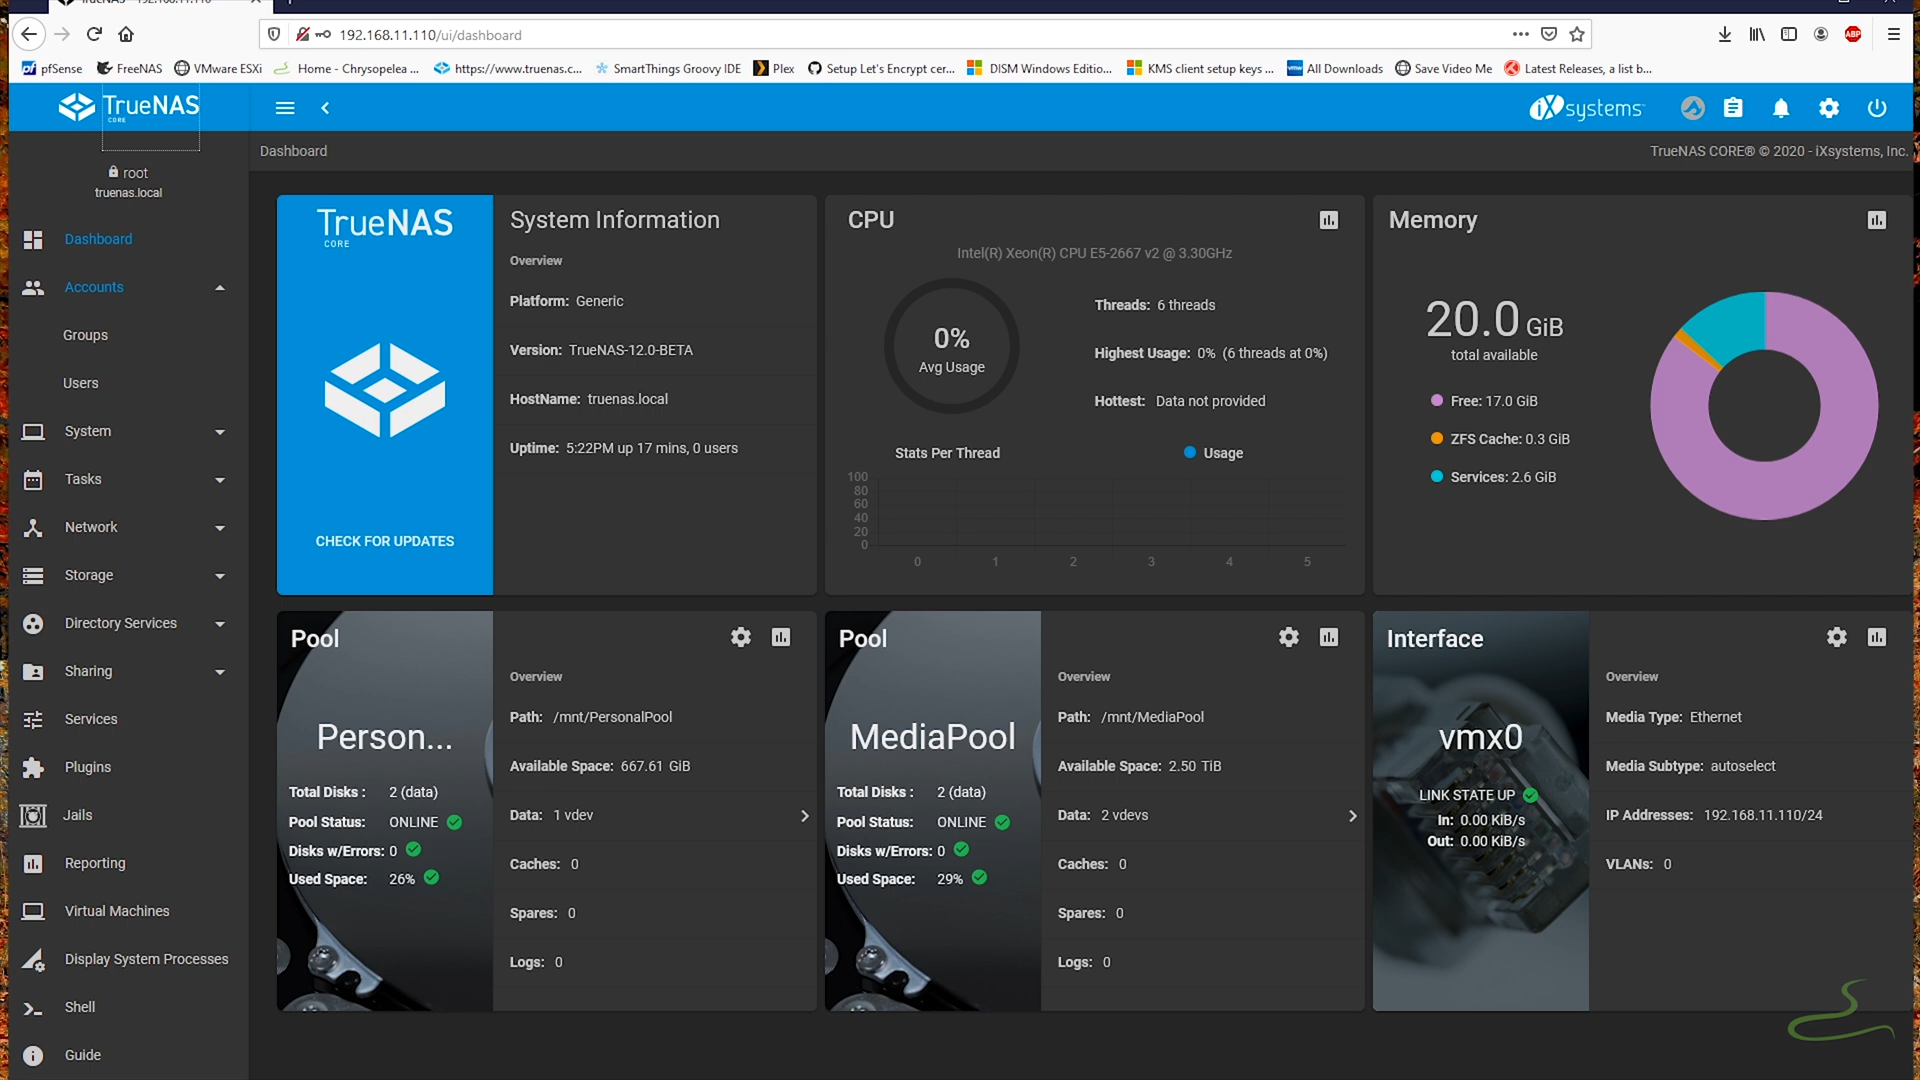 TrueNAS - 192.168.11.110
192.168.11.110/ui/dashboard
pfSense FreeNAS VMware ESXi Home - Chrysopelea ... https://www.truenas.c... SmartThings Groovy IDE Plex Setup Let's Encrypt cer... DISM Windows Editio... KMS client setup keys ... All Downloads Save Video Me Latest Releases, a list b...
ABP
TrueNAS
CORE
iXsystems
root
truenas.local
Dashboard
TrueNAS CORE® © 2020 - iXsystems, Inc.
Dashboard
Accounts
Groups
Users
System
Tasks
Network
Storage
Directory Services
Sharing
Services
Plugins
Jails
Reporting
Virtual Machines
Display System Processes
Shell
Guide
TrueNAS
CORE
CHECK FOR UPDATES
System Information
Overview
Platform: Generic
Version: TrueNAS-12.0-BETA
HostName: truenas.local
Uptime: 5:22PM up 17 mins, 0 users
CPU
Intel(R) Xeon(R) CPU E5-2667 v2 @ 3.30GHz
0%
Avg Usage
Threads: 6 threads
Highest Usage: 0% (6 threads at 0%)
Hottest: Data not provided
Stats Per Thread
Usage
100
80
60
40
20
0
0 1 2 3 4 5
Memory
20.0 GiB
total available
Free: 17.0 GiB
ZFS Cache: 0.3 GiB
Services: 2.6 GiB
Pool
Person...
Total Disks : 2 (data)
Pool Status: ONLINE
Disks w/Errors: 0
Used Space: 26%
Overview
Path: /mnt/PersonalPool
Available Space: 667.61 GiB
Data: 1 vdev
Caches: 0
Spares: 0
Logs: 0
Pool
MediaPool
Total Disks : 2 (data)
Pool Status: ONLINE
Disks w/Errors: 0
Used Space: 29%
Overview
Path: /mnt/MediaPool
Available Space: 2.50 TiB
Data: 2 vdevs
Caches: 0
Spares: 0
Logs: 0
Interface
vmx0
LINK STATE UP
In: 0.00 KiB/s
Out: 0.00 KiB/s
Overview
Media Type: Ethernet
Media Subtype: autoselect
IP Addresses: 192.168.11.110/24
VLANs: 0